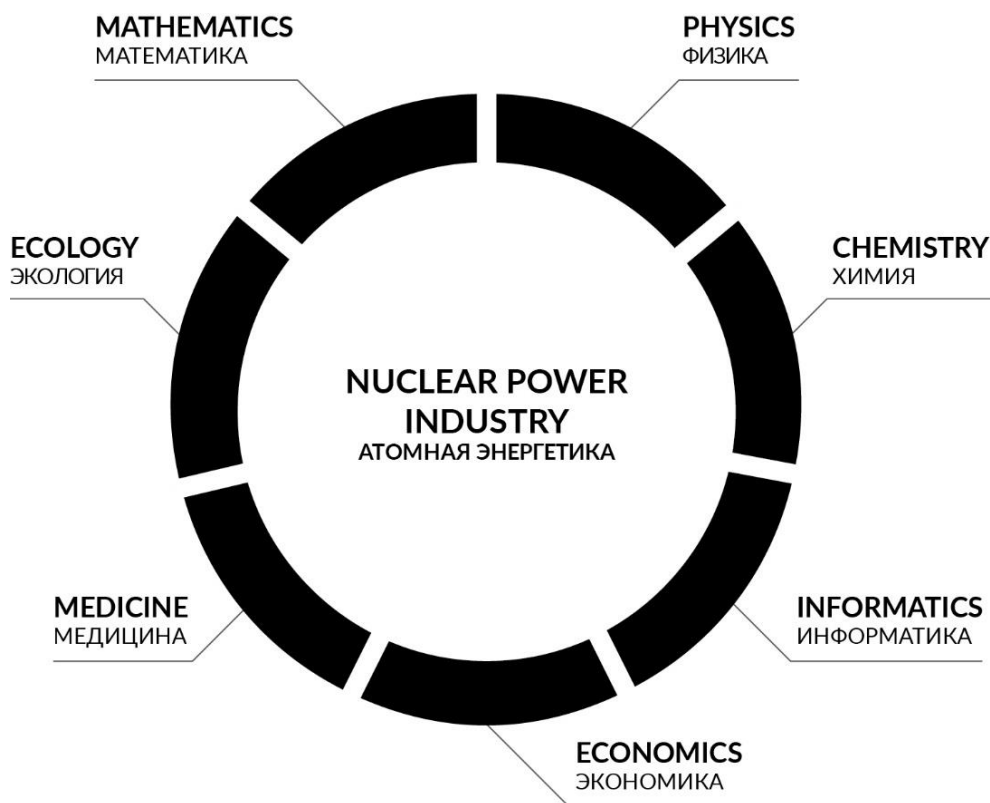 MATHEMATICS
МАТЕМАТИКА
PHYSICS
ФИЗИКА
ECOLOGY
ЭКОЛОГИЯ
CHEMISTRY
ХИМИЯ
NUCLEAR POWER
INDUSTRY
АТОМНАЯ ЭНЕРГЕТИКА
MEDICINE
МЕДИЦИНА
INFORMATICS
ИНФОРМАТИКА
ECONOMICS
ЭКОНОМИКА